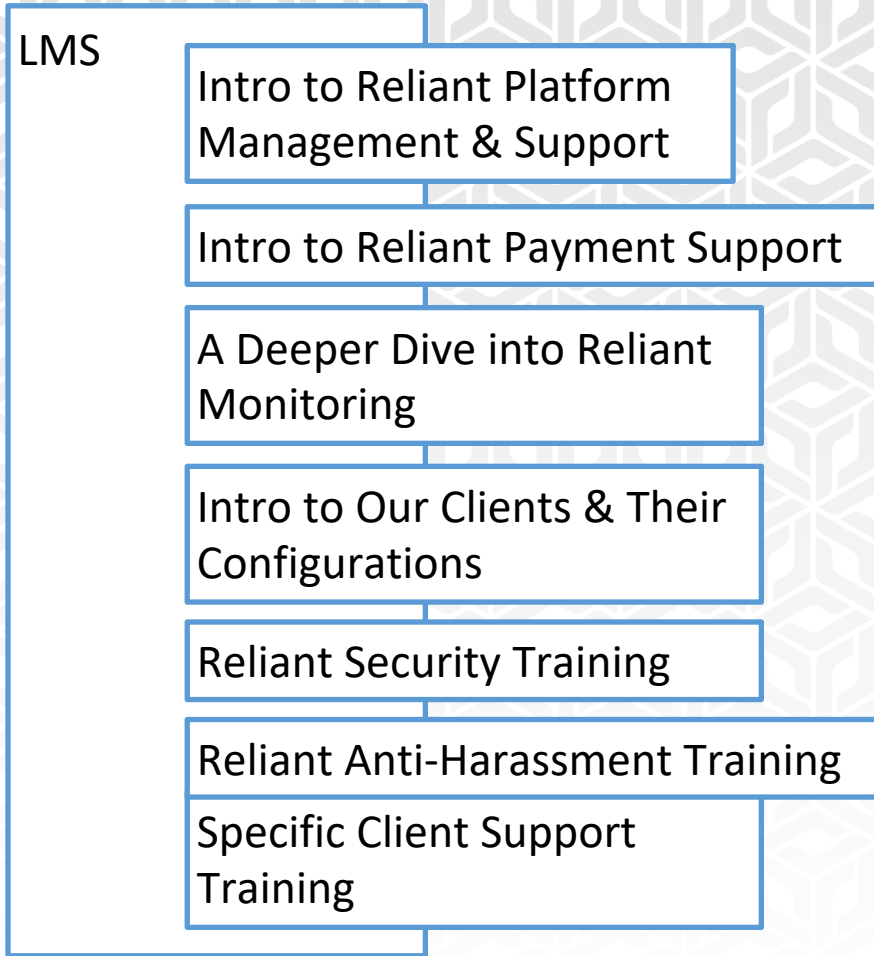 LMS
Intro to Reliant Platform
Management & Support
Intro to Reliant Payment Support
A Deeper Dive into Reliant
Monitoring
Intro to Our Clients & Their
Configurations
Reliant Security Training
Reliant Anti-Harassment Training
Specific Client Support
Training